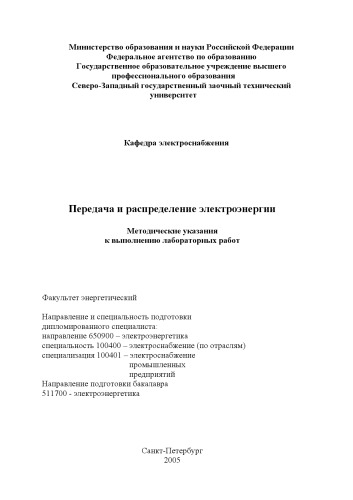 Министерство образования и науки Российской Федерации
Федеральное агентство по образованию
Государственное образовательное учреждение высшего
профессионального образования
Северо-Западный государственный заочный технический
университет
Кафедра электроснабжения
Передача и распределение электроэнергии
Методические указания
к выполнению лабораторных работ
Факультет энергетический
Направление и специальность подготовки
дипломированного специалиста:
направление 650900 – электроэнергетика
специальность 100400 – электроснабжение (по отраслям)
специализация 100401 – электроснабжение
промышленных
предприятий
Направление подготовки бакалавра
511700 - электроэнергетика
Санкт-Петербург
2005